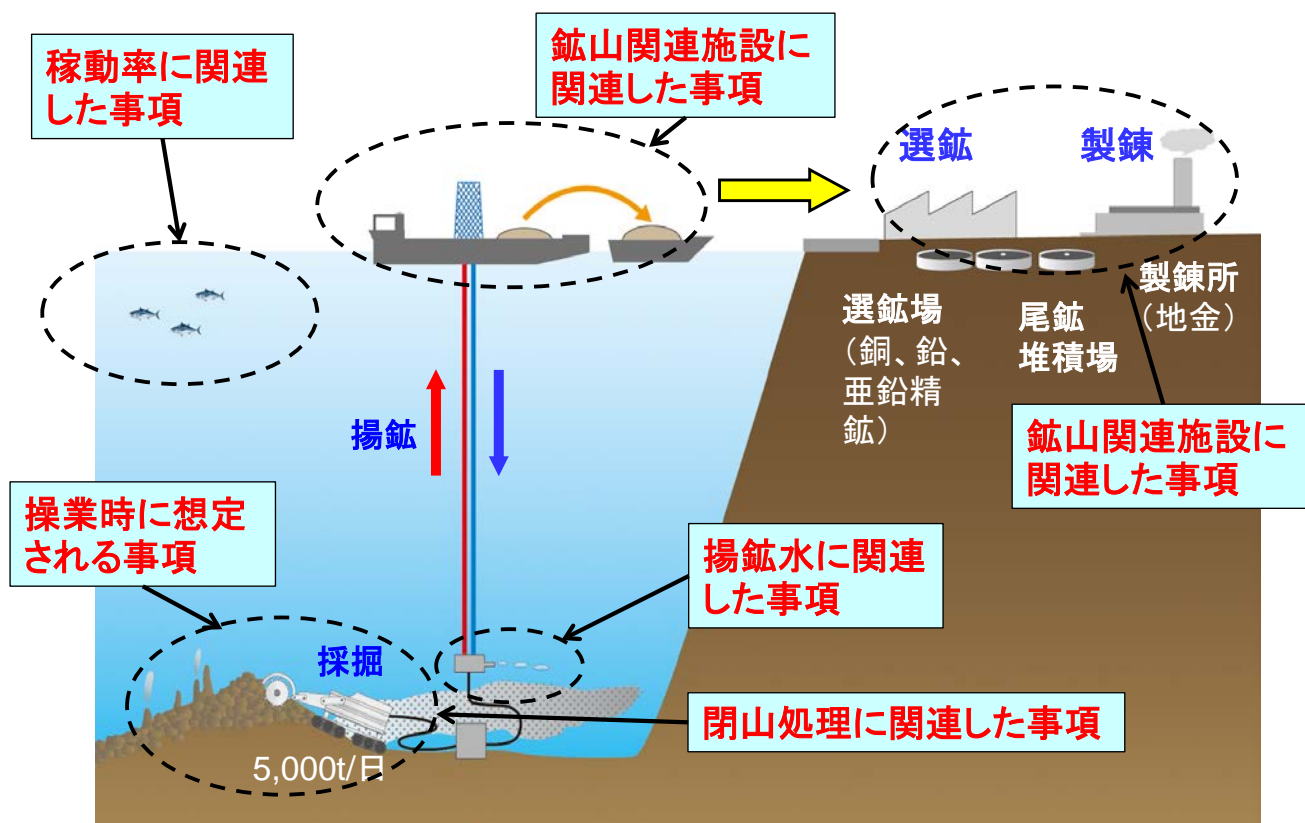 稼動率に関連
した事項
鉱山関連施設に
関連した事項
選鉱
製錬
選鉱場
（銅、鉛、
亜鉛精
鉱）
尾鉱
堆積場
製錬所
（地金）
揚鉱
鉱山関連施設に
関連した事項
操業時に想定
される事項
揚鉱水に関連
した事項
採掘
閉山処理に関連した事項
5,000t/日